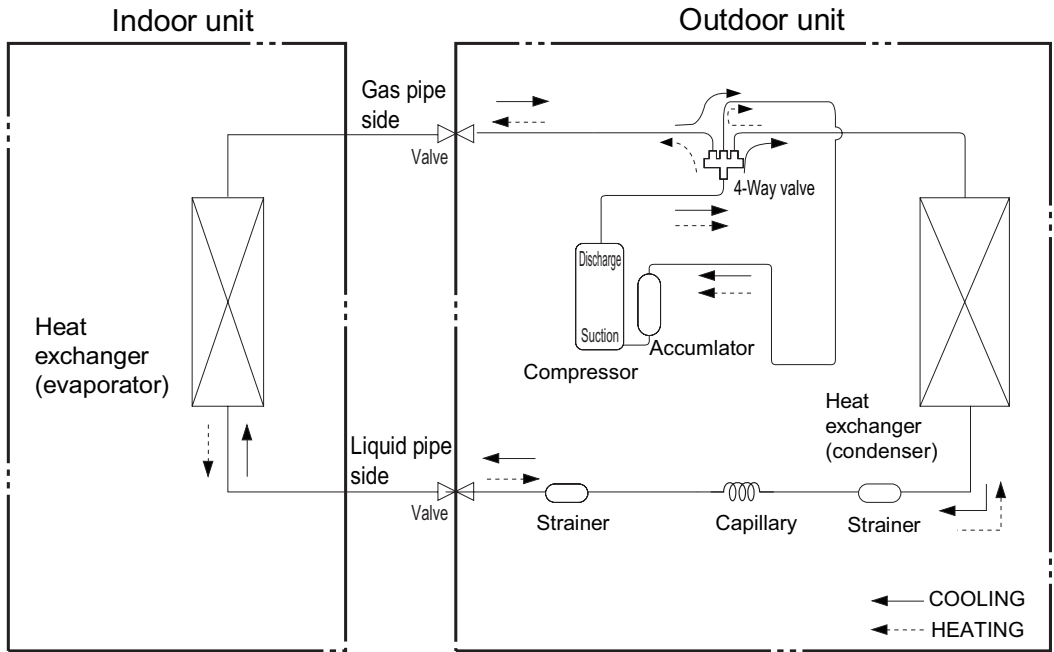 Indoor unit
Outdoor unit
Gas pipe
side
Valve
4-Way valve
Discharge
Suction
Compressor
Accumlator
Heat
exchanger
(evaporator)
Heat
exchanger
(condenser)
Liquid pipe
side
Valve
Strainer
Capillary
Strainer
COOLING
HEATING